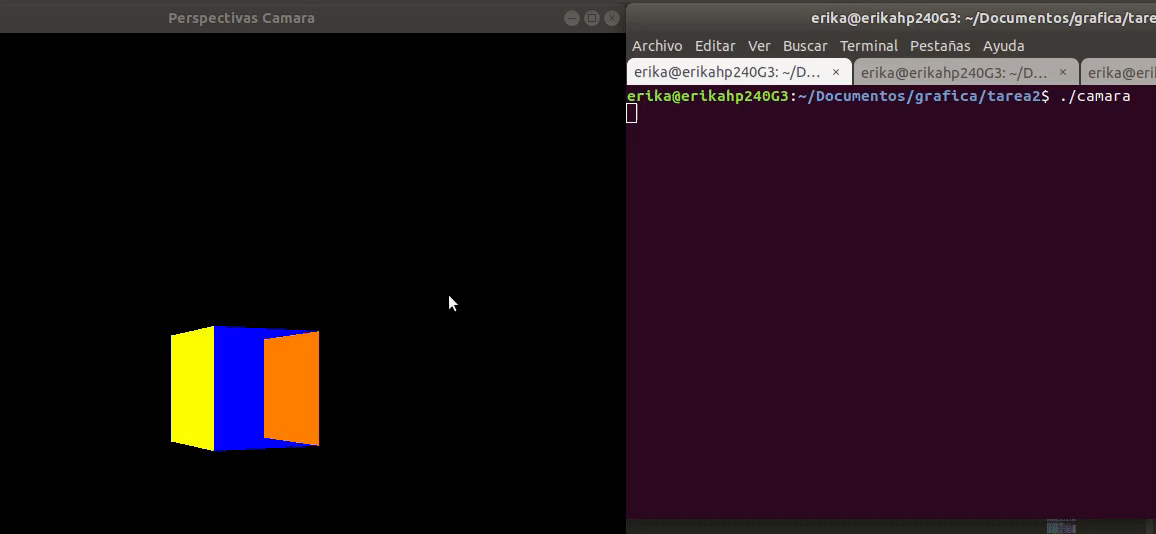 Perspectivas Camara
erika@erikahp240G3: ~/Documentos/grafica/tare
Archivo Editar Ver Buscar Terminal Pestañas Ayuda
erika@erikahp240G3: ~/D... × erika@erikahp240G3: ~/D... × erika@eri
erika@erikahp240G3:~/Documentos/grafica/tarea2$ ./camara